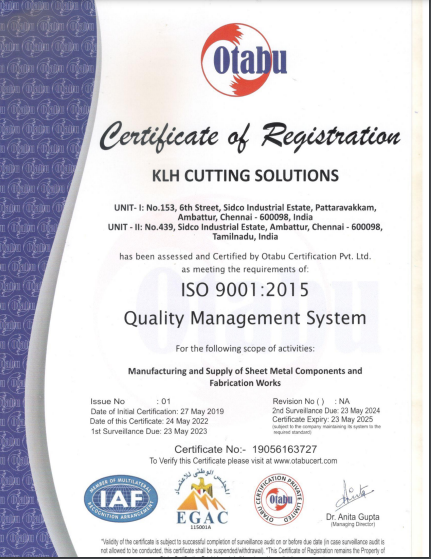 Otabu
Certificate of Registration
KLH CUTTING SOLUTIONS
UNIT- I: No.153, 6th Street, Sidco Industrial Estate, Pattaravakkam,
Ambattur, Chennai - 600098, India
UNIT - II: No.439, Sidco Industrial Estate, Ambattur, Chennai - 600098,
Tamilnadu, India
has been assessed and Certified by Otabu Certification Pvt. Ltd.
as meeting the requirements of:
ISO 9001:2015
Quality Management System
For the following scope of activities:
Manufacturing and Supply of Sheet Metal Components and
Fabrication Works
Issue No : 01
Date of Initial Certification: 27 May 2019
Date of this Certificate: 24 May 2022
1st Surveillance Due: 23 May 2023
Revision No ( ) : NA
2nd Surveillance Due: 23 May 2024
Certificate Expiry: 23 May 2025
(subject to the company maintaining its system to the
required standard)
Certificate No:- 19056163727
To Verify this Certificate please visit at www.otabucert.com
MEMBER OF MULTILATERAL
IAF
RECOGNITION ARRANGEMENT
EGAC
115001A
OTABU CERTIFICATION PRIVATE LIMITED
Otabu
Dr. Anita Gupta
(Managing Director)
"Validity of the certificate is subject to successful completion of surveillance audit on or before due date (in case surveillance audit is
not allowed to be conducted, this certificate shall be suspended/withdrawal). "This Certificate of Registration remains the Property of